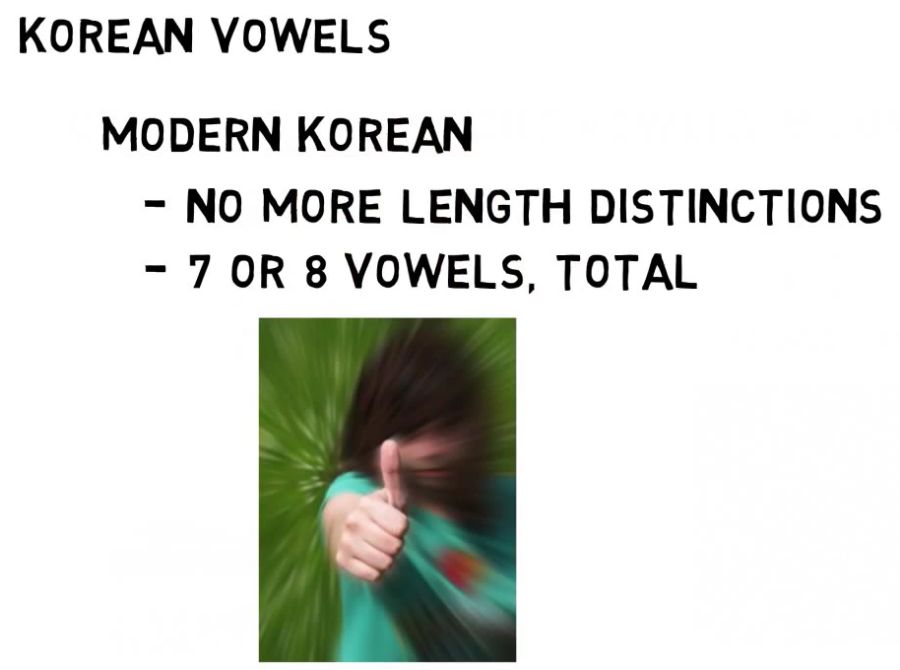 KOREAN VOWELS
MODERN KOREAN
- NO MORE LENGTH DISTINCTIONS
- 7 OR 8 VOWELS, TOTAL